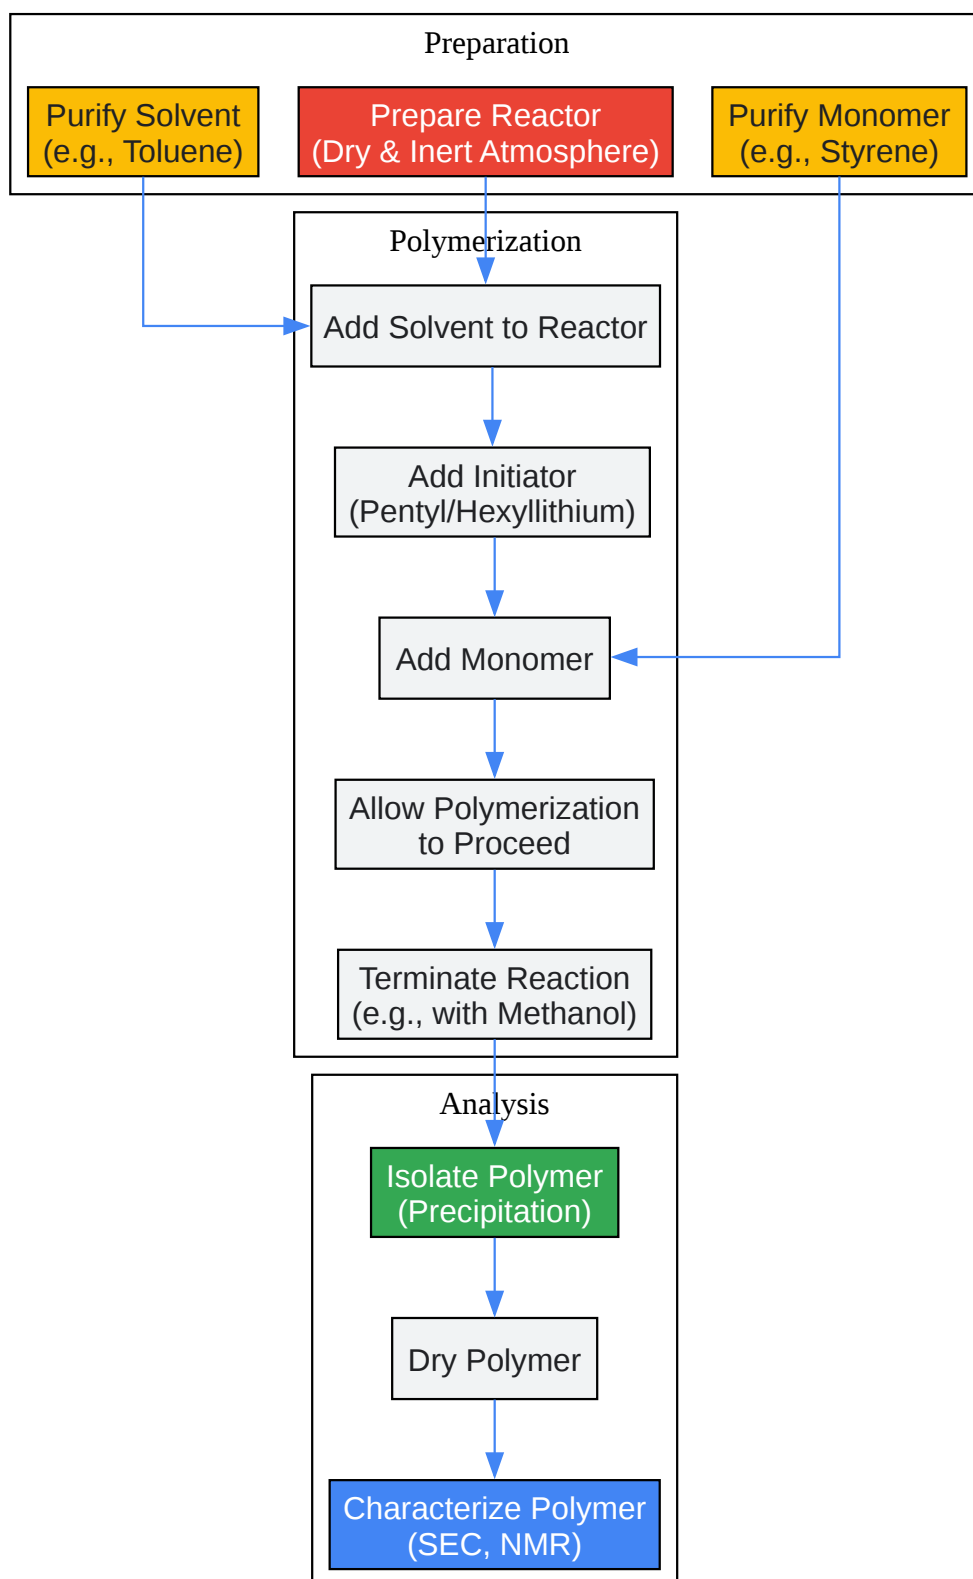 Preparation
Purify Solvent
(e.g., Toluene)
Prepare Reactor
(Dry & Inert Atmosphere)
Purify Monomer
(e.g., Styrene)
Polymerization
Add Solvent to Reactor
Add Initiator
(Pentyl/Hexyllithium)
Add Monomer
Allow Polymerization
to Proceed
Terminate Reaction
(e.g., with Methanol)
Analysis
Isolate Polymer
(Precipitation)
Dry Polymer
Characterize Polymer
(SEC, NMR)